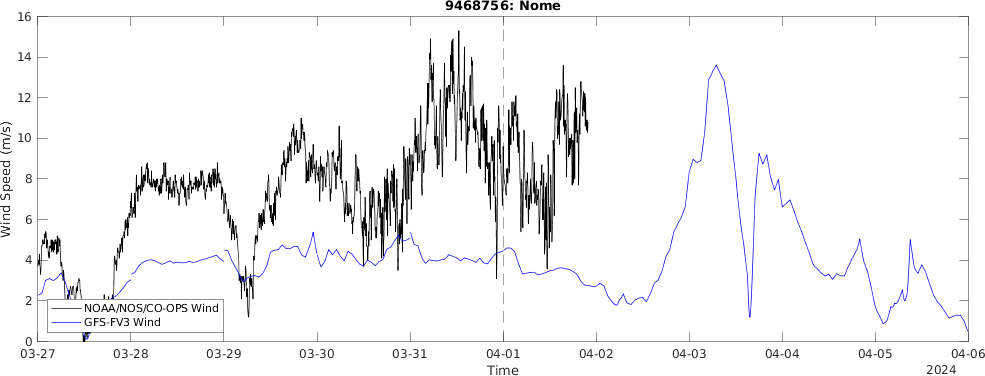 9468756: Nome
Wind Speed (m/s)
16
14
12
10
8
6
4
2
0
NOAA/NOS/CO-OPS Wind
GFS-FV3 Wind
03-27 03-28 03-29 03-30 03-31 04-01 04-02 04-03 04-04 04-05 04-06
Time
2024